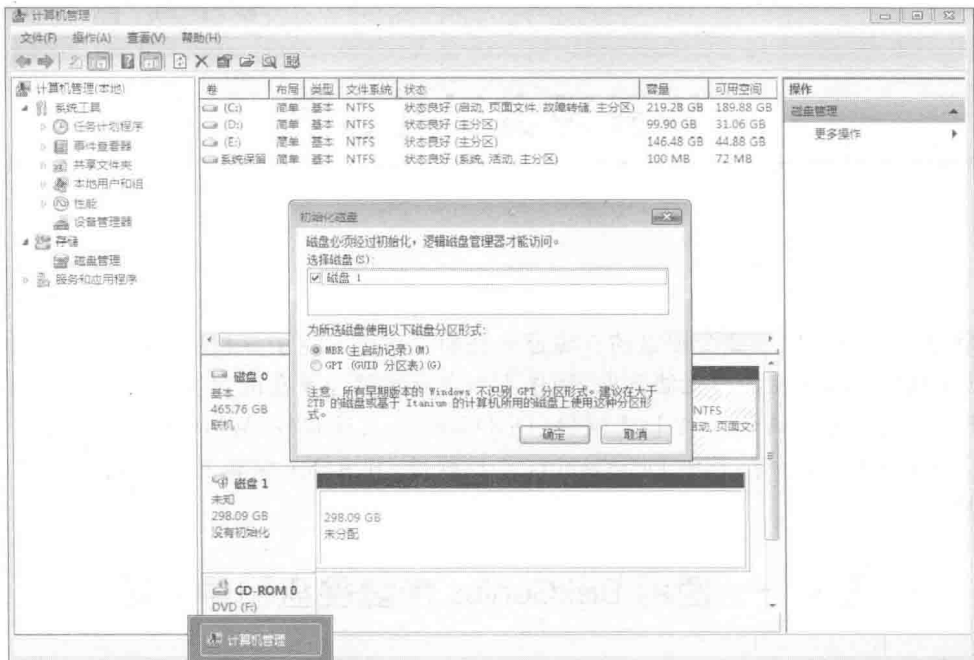 计算机管理
文件(F) 操作(A) 查看(V) 帮助(H)
计算机管理(本地)
系统工具
任务计划程序
事件查看器
共享文件夹
本地用户和组
性能
设备管理器
存储
磁盘管理
服务和应用程序
卷 布局 类型 文件系统 状态 容量 可用空间
(C:) 简单 基本 NTFS 状态良好 (启动, 页面文件, 故障转储, 主分区) 219.28 GB 189.88 GB
(D:) 简单 基本 NTFS 状态良好 (主分区) 99.90 GB 31.06 GB
(E:) 简单 基本 NTFS 状态良好 (主分区) 146.48 GB 44.88 GB
系统保留 简单 基本 NTFS 状态良好 (系统, 活动, 主分区) 100 MB 72 MB
操作
磁盘管理
更多操作
初始化磁盘
磁盘必须经过初始化，逻辑磁盘管理器才能访问。
选择磁盘(S):
磁盘 1
为所选磁盘使用以下磁盘分区形式:
MBR(主启动记录)(M)
GPT (GUID 分区表)(G)
注意: 所有早期版本的 Windows 不识别 GPT 分区形式。建议在大于
2TB 的磁盘或基于 Itanium 的计算机所用的磁盘上使用这种分区形
式。
确定 取消
磁盘 0
基本
465.76 GB
联机
NTFS
启动, 页面文
磁盘 1
未知
298.09 GB
没有初始化
298.09 GB
未分配
CD-ROM 0
DVD (F:)
计算机管理